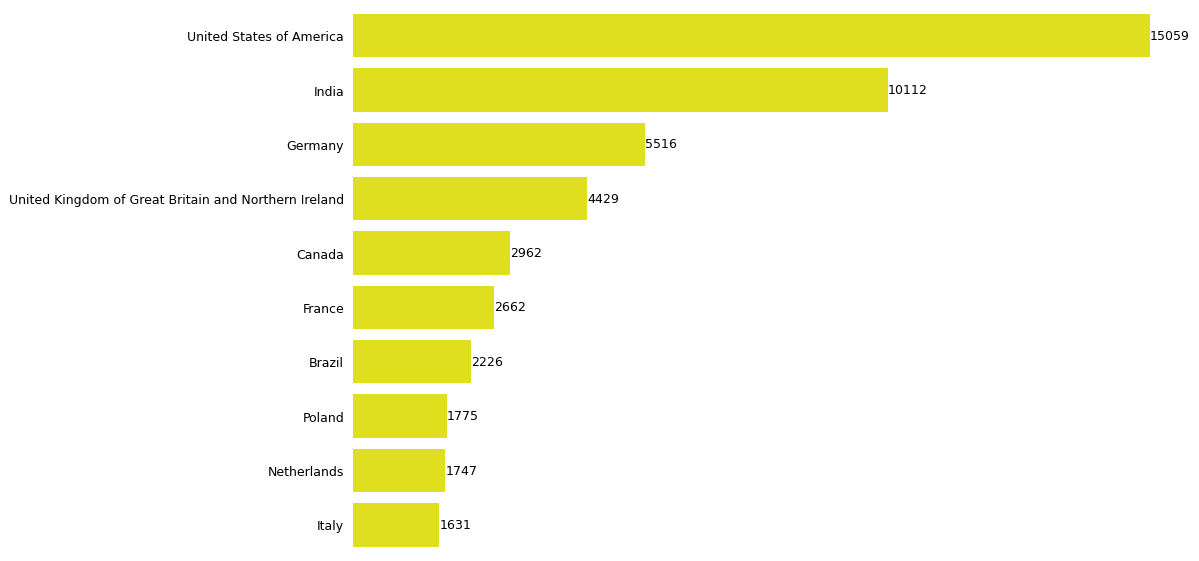 United States of America 15059
India 10112
Germany 5516
United Kingdom of Great Britain and Northern Ireland 4429
Canada 2962
France 2662
Brazil 2226
Poland 1775
Netherlands 1747
Italy 1631